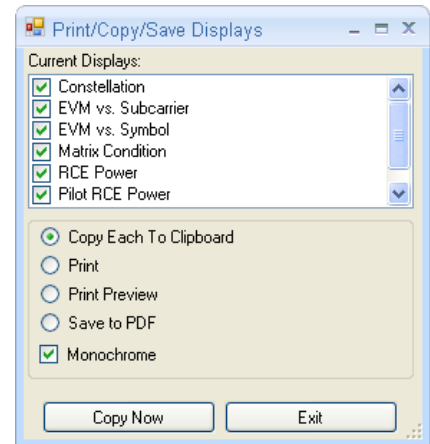 Print/Copy/Save Displays
Current Displays:
Constellation
EVM vs. Subcarrier
EVM vs. Symbol
Matrix Condition
RCE Power
Pilot RCE Power
Copy Each To Clipboard
Print
Print Preview
Save to PDF
Monochrome
Copy Now Exit